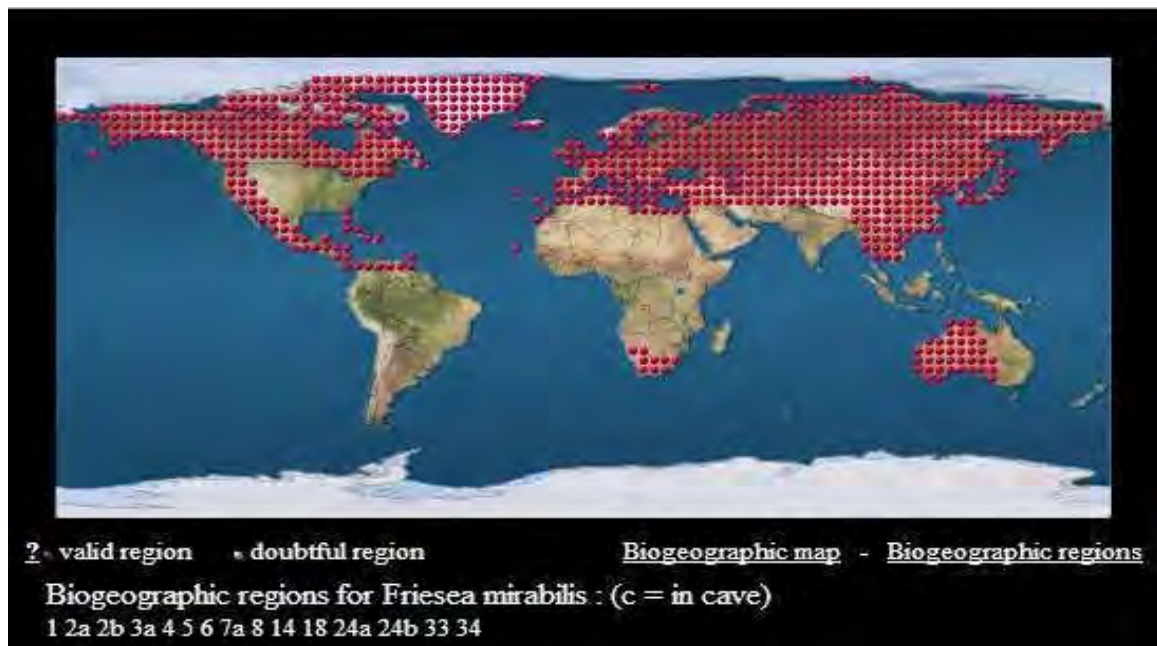 ? - valid region • doubtful region Biogeographic map - Biogeographic regions
Biogeographic regions for Friesea mirabilis : (c = in cave)
1 2a 2b 3a 4 5 6 7a 8 14 18 24a 24b 33 34